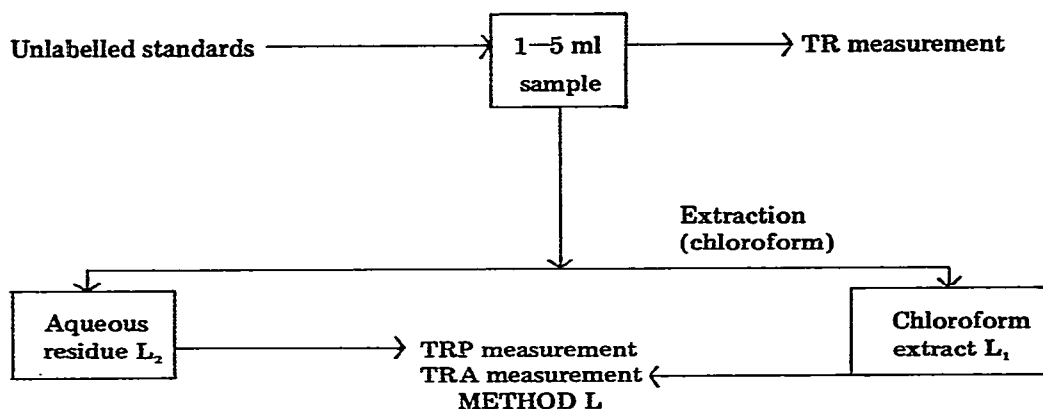 Unlabelled standards
1—5 ml
sample
TR measurement
Extraction
(chloroform)
Aqueous
residue L₂
Chloroform
extract L₁
TRP measurement
TRA measurement
METHOD L